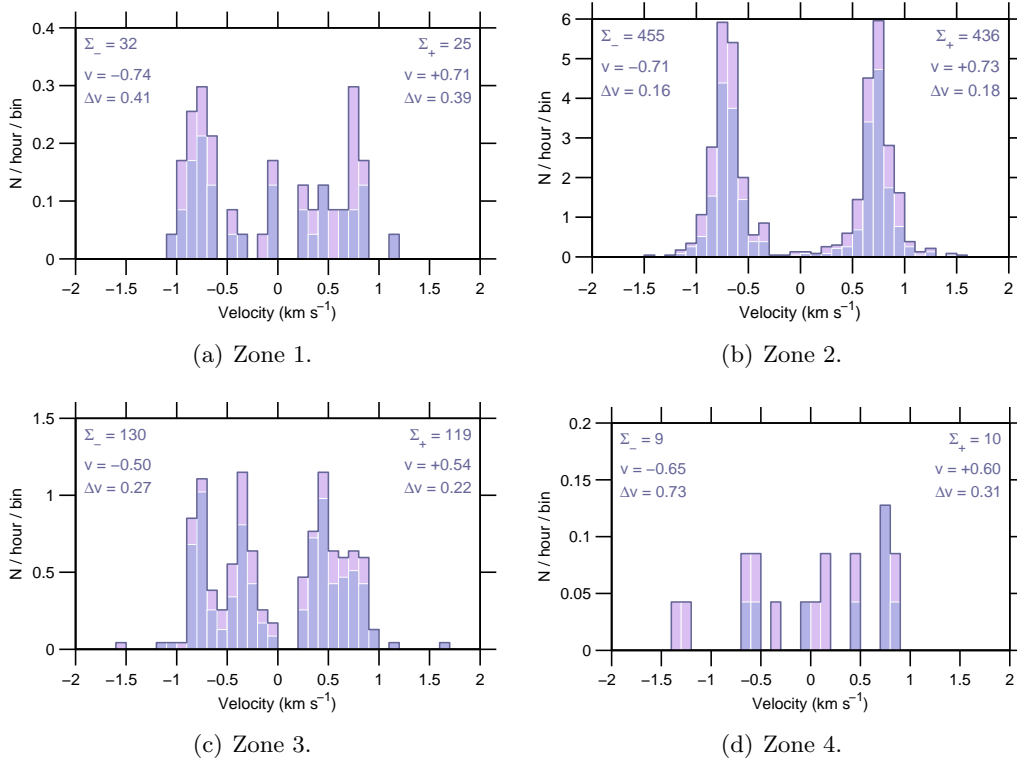 0.4
0.3
0.2
0.1
0
N / hour / bin
Σ− = 32
v = −0.74
Δv = 0.41
Σ+ = 25
v = +0.71
Δv = 0.39
−2 −1.5 −1 −0.5 0 0.5 1 1.5 2
Velocity (km s−1)
(a) Zone 1.
6
5
4
3
2
1
0
N / hour / bin
Σ− = 455
v = −0.71
Δv = 0.16
Σ+ = 436
v = +0.73
Δv = 0.18
−2 −1.5 −1 −0.5 0 0.5 1 1.5 2
Velocity (km s−1)
(b) Zone 2.
1.5
1
0.5
0
N / hour / bin
Σ− = 130
v = −0.50
Δv = 0.27
Σ+ = 119
v = +0.54
Δv = 0.22
−2 −1.5 −1 −0.5 0 0.5 1 1.5 2
Velocity (km s−1)
(c) Zone 3.
0.2
0.15
0.1
0.05
0
N / hour / bin
Σ− = 9
v = −0.65
Δv = 0.73
Σ+ = 10
v = +0.60
Δv = 0.31
−2 −1.5 −1 −0.5 0 0.5 1 1.5 2
Velocity (km s−1)
(d) Zone 4.